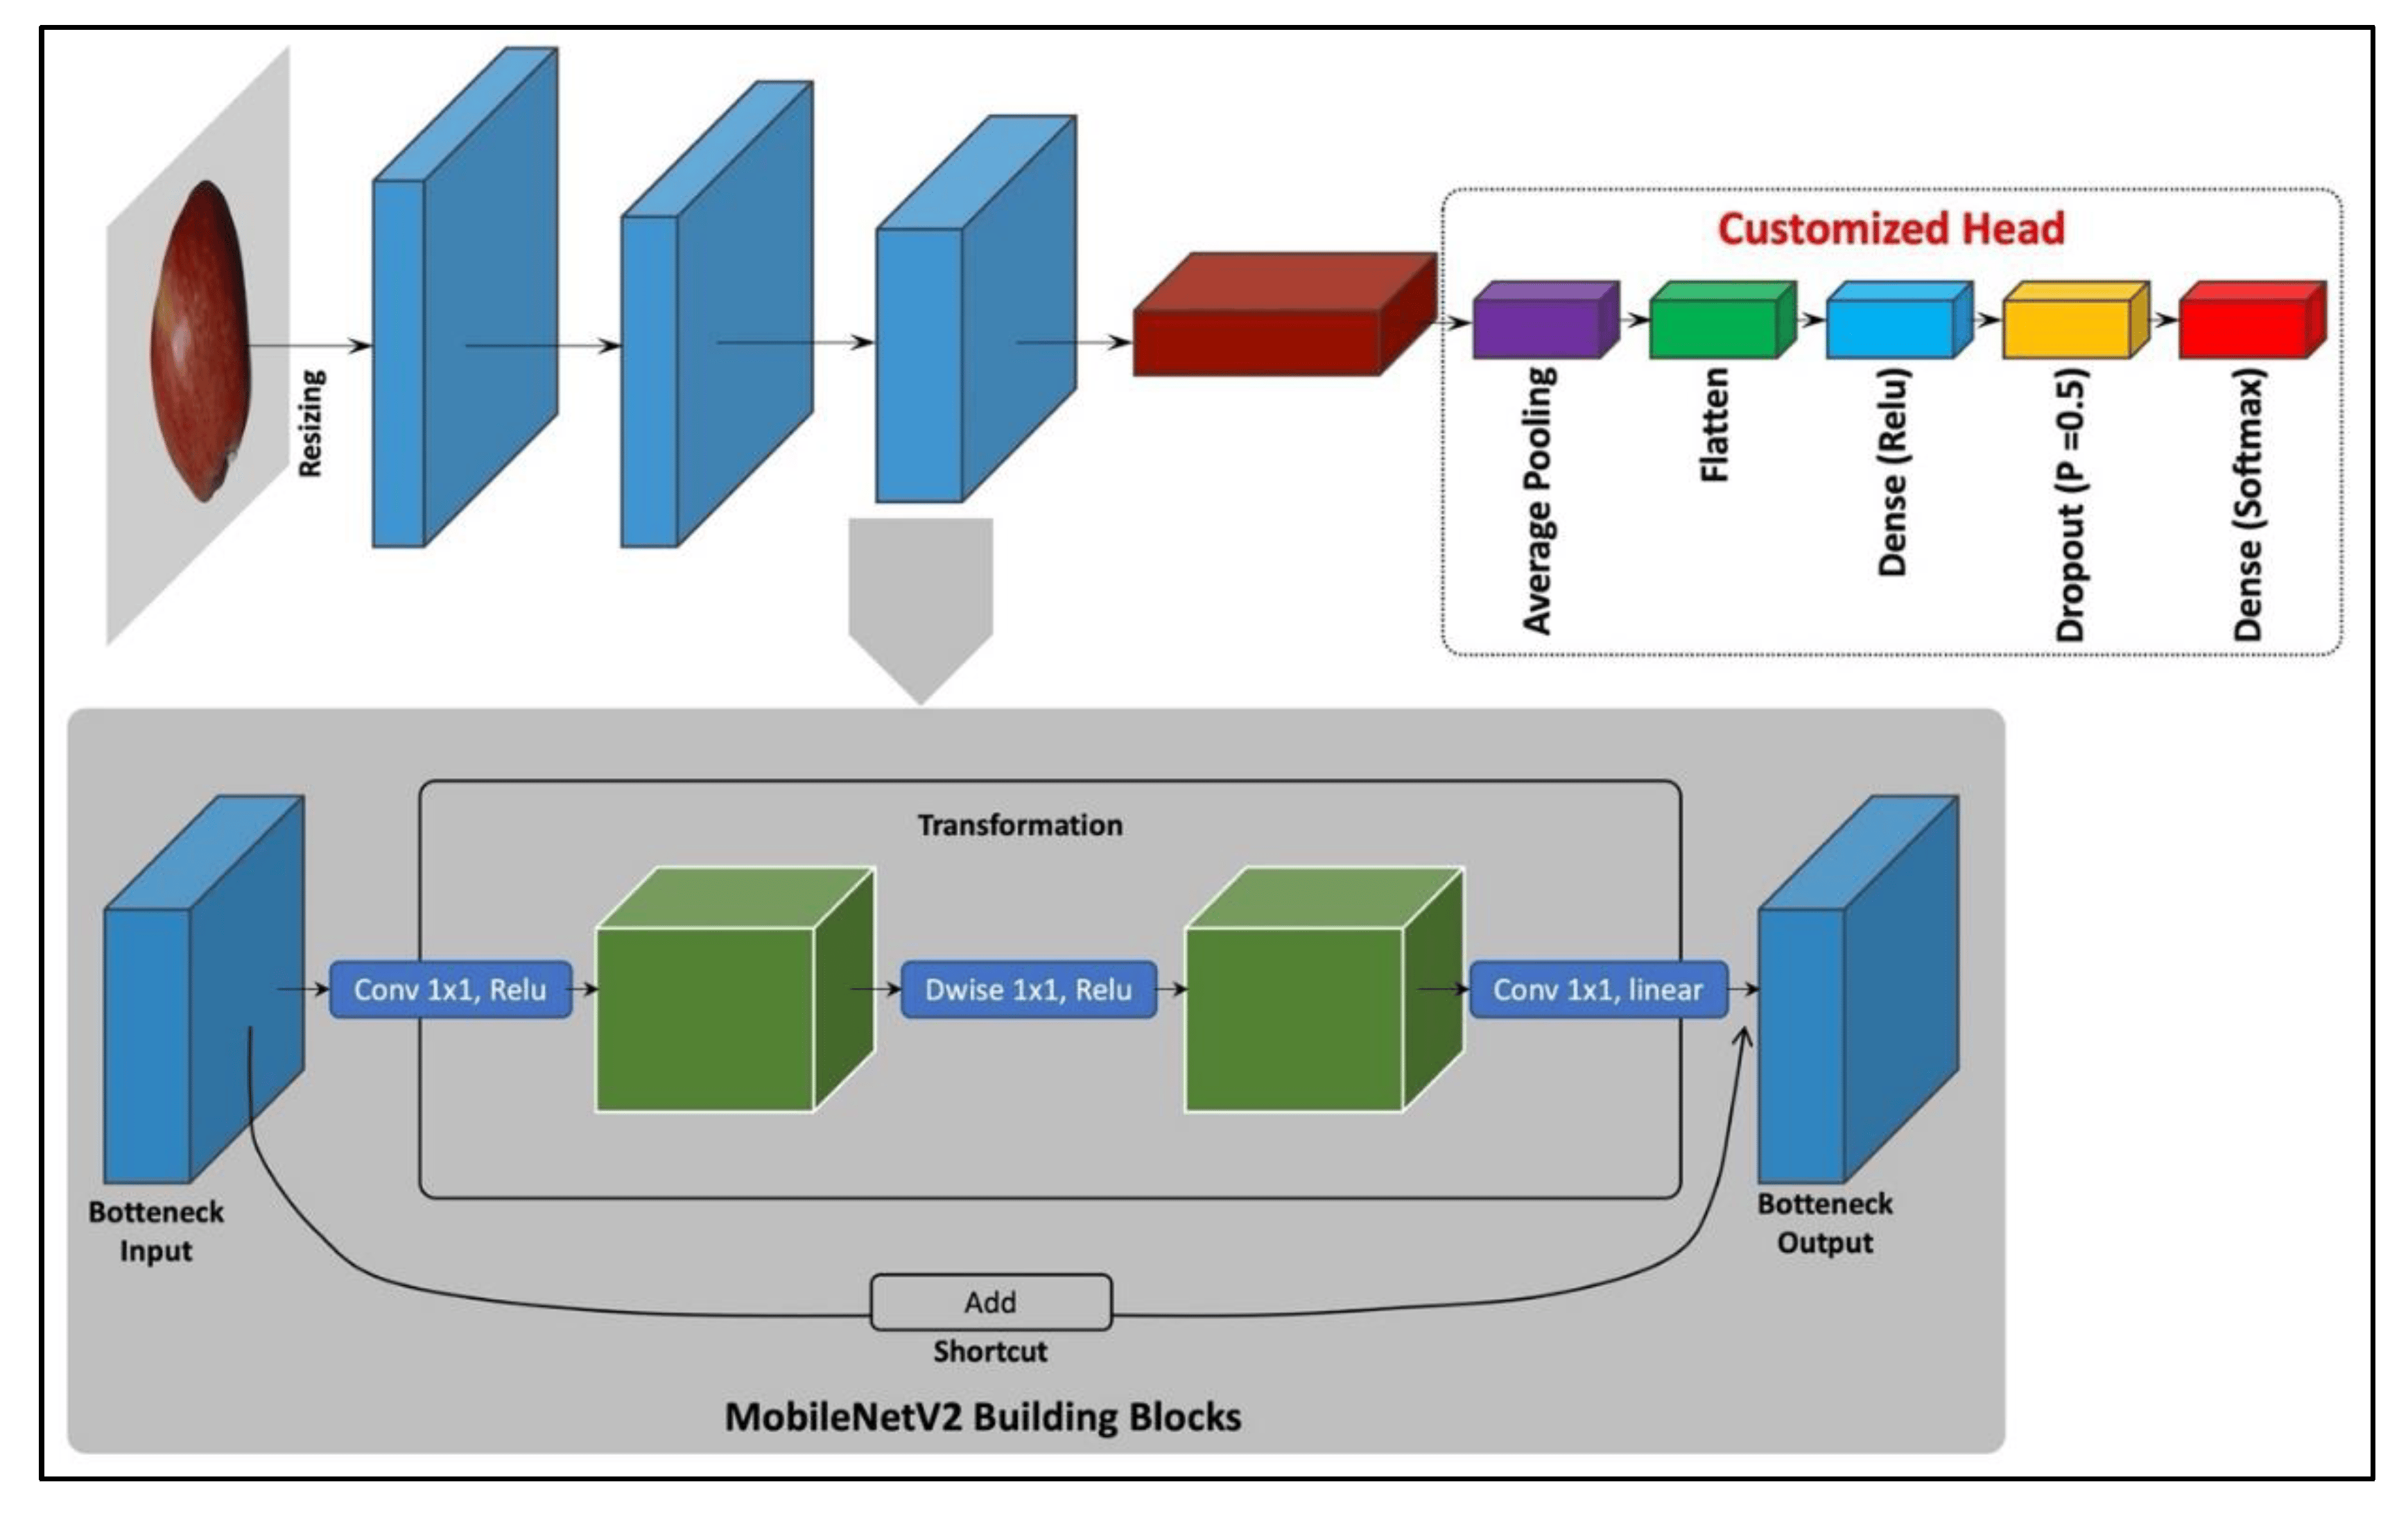 Resizing
Customized Head
Average Pooling
Flatten
Dense (Relu)
Dropout (P =0.5)
Dense (Softmax)
Transformation
Conv 1x1, Relu
Dwise 1x1, Relu
Conv 1x1, linear
Botteneck
Input
Botteneck
Output
Add
Shortcut
MobileNetV2 Building Blocks